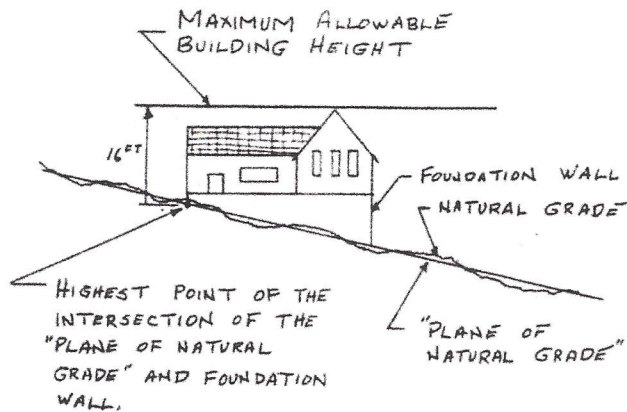 MAXIMUM ALLOWABLE
BUILDING HEIGHT
16FT
FOUNDATION WALL
NATURAL GRADE
HIGHEST POINT OF THE
INTERSECTION OF THE
"PLANE OF NATURAL
GRADE" AND FOUNDATION
WALL.
"PLANE OF
NATURAL GRADE"